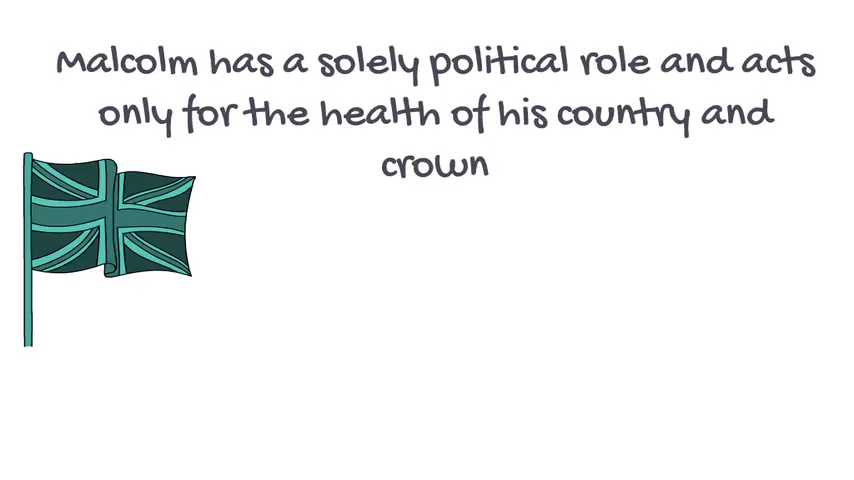 Malcolm has a solely political role and acts
only for the health of his country and
crown